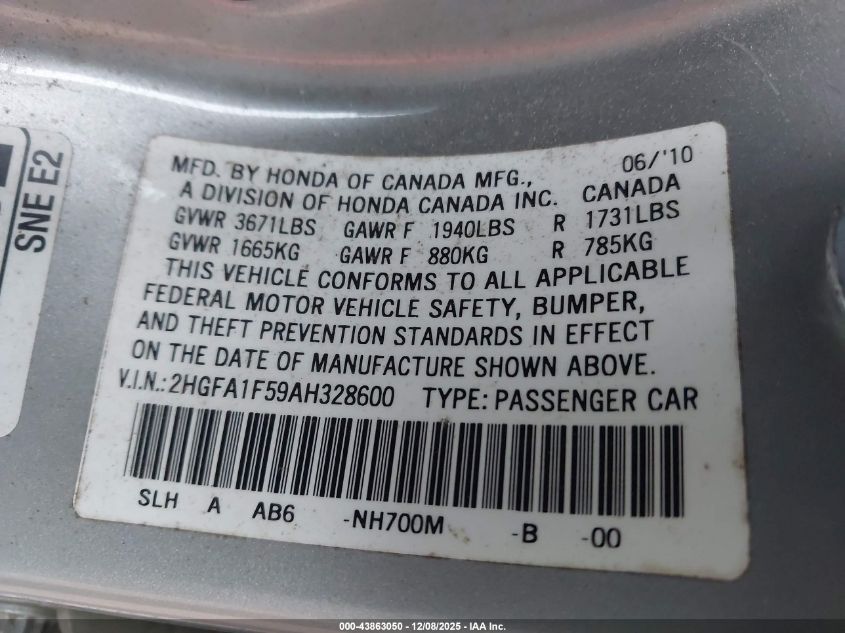 SNE E2
MFD. BY HONDA OF CANADA MFG., 06/'10
A DIVISION OF HONDA CANADA INC. CANADA
GVWR 3671LBS GAWR F 1940LBS R 1731LBS
GVWR 1665KG GAWR F 880KG R 785KG
THIS VEHICLE CONFORMS TO ALL APPLICABLE
FEDERAL MOTOR VEHICLE SAFETY, BUMPER,
AND THEFT PREVENTION STANDARDS IN EFFECT
ON THE DATE OF MANUFACTURE SHOWN ABOVE.
V.I.N.: 2HGFA1F59AH328600 TYPE: PASSENGER CAR
SLH A AB6 -NH700M -B -00
000-43863050 - 12/08/2025 - IAA Inc.